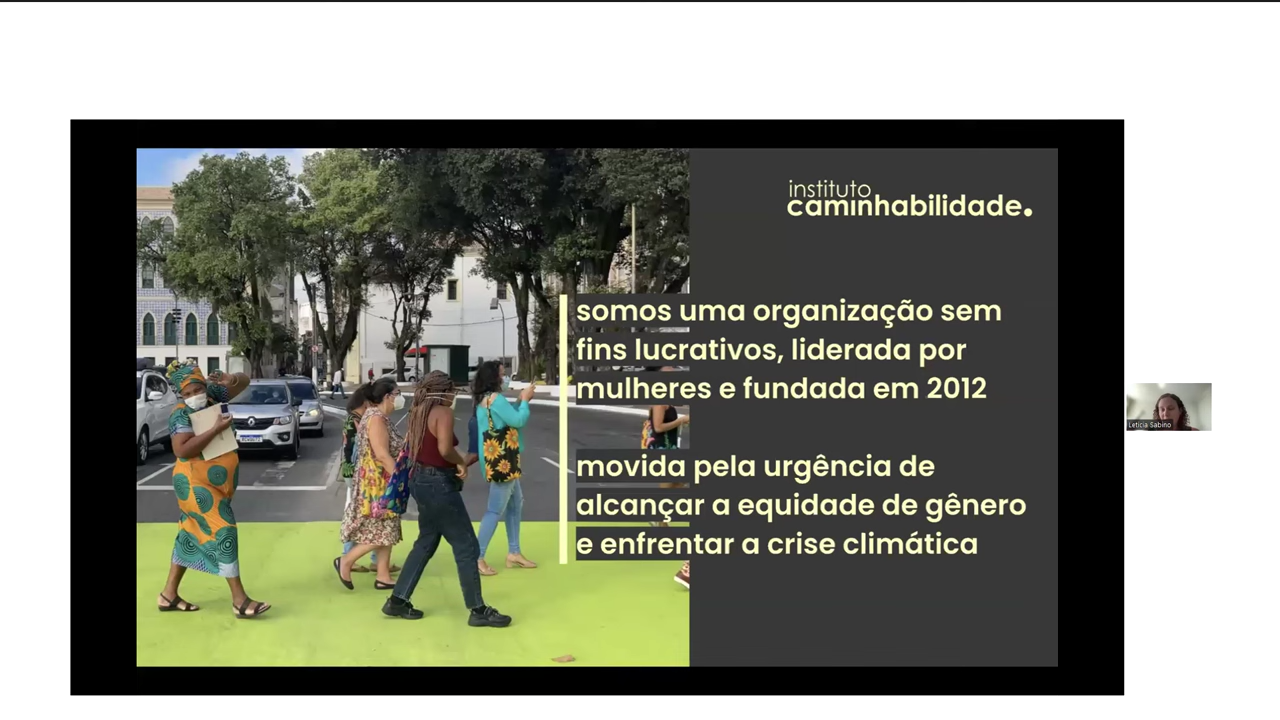 instituto
caminhabilidade.
somos uma organização sem
fins lucrativos, liderada por
mulheres e fundada em 2012
movida pela urgência de
alcançar a equidade de gênero
e enfrentar a crise climática
Leticia Sabino